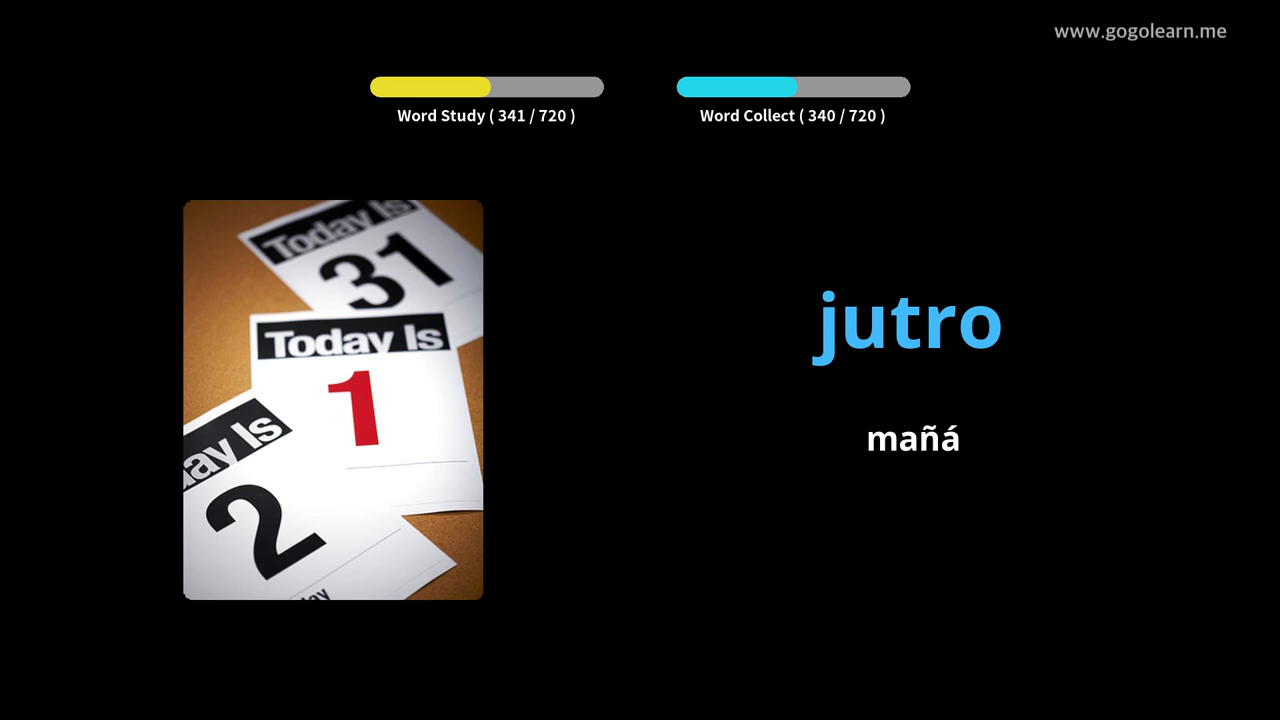 www.gogolearn.me
Word Study ( 341 / 720 )
Word Collect ( 340 / 720 )
Today Is
31
Today Is
1
ay Is
2
jutro
mañá